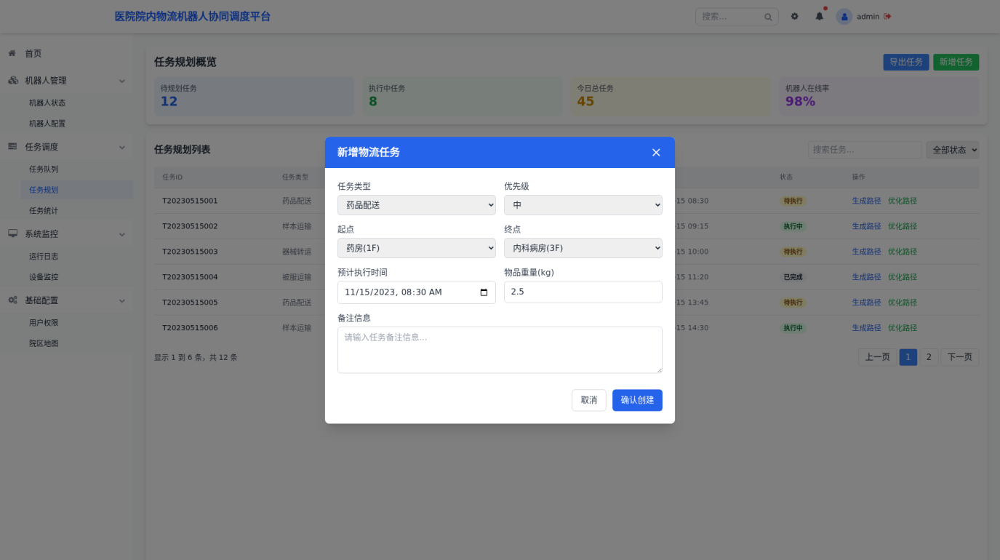 医院院内物流机器人协同调度平台
搜索...
admin
首页
机器人管理
机器人状态
机器人配置
任务调度
任务队列
任务规划
任务统计
系统监控
运行日志
设备监控
基础配置
用户权限
院区地图
任务规划概览
导出任务 新增任务
待规划任务
12
执行中任务
8
今日总任务
45
机器人在线率
98%
任务规划列表
搜索任务...
全部状态
任务ID 任务类型 状态 操作
T20230515001 药品配送 15 08:30 待执行 生成路径 优化路径
T20230515002 样本运输 15 09:15 执行中 生成路径 优化路径
T20230515003 器械转运 15 10:00 待执行 生成路径 优化路径
T20230515004 被服运输 15 11:20 已完成 生成路径 优化路径
T20230515005 药品配送 15 13:45 待执行 生成路径 优化路径
T20230515006 样本运输 15 14:30 执行中 生成路径 优化路径
显示 1 到 6 条，共 12 条
上一页 1 2 下一页
新增物流任务
任务类型 优先级
药品配送 中
起点 终点
药房(1F) 内科病房(3F)
预计执行时间 物品重量(kg)
11/15/2023, 08:30 AM 2.5
备注信息
请输入任务备注信息...
取消 确认创建